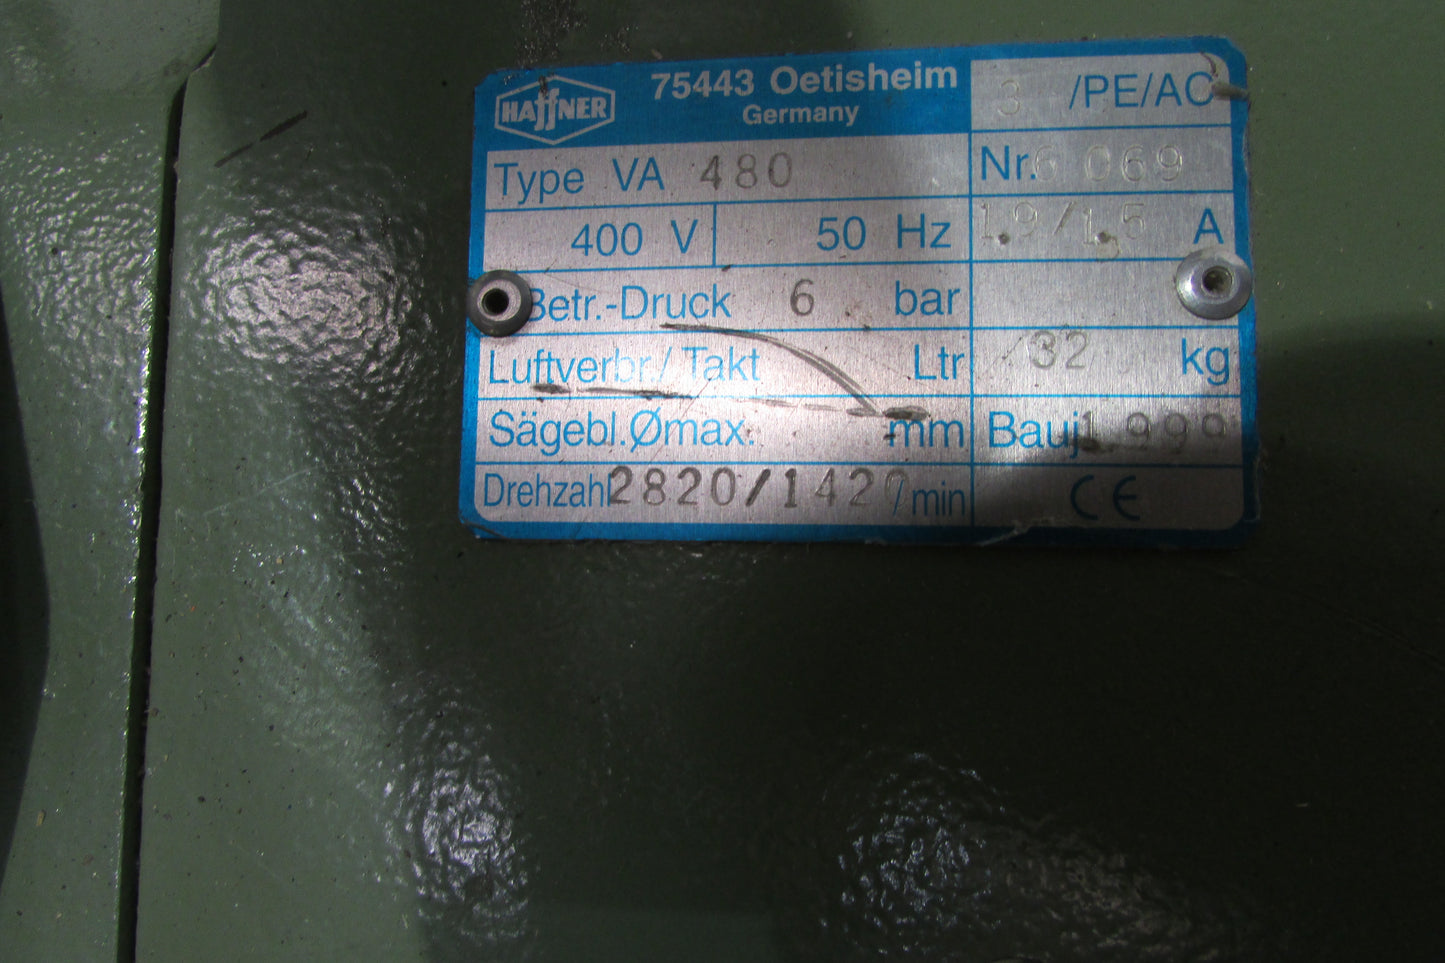 HAffNER 75443 Oetisheim
Germany
3 /PE/AC
Type VA 480
Nr. 6 069
400 V 50 Hz
1.9/1.5 A
Betr.-Druck 6 bar
Luftverbr./Takt Ltr
32 kg
Sägebl.Ømax. mm
Bauj 1999
Drehzahl 2820/1420/min
CE